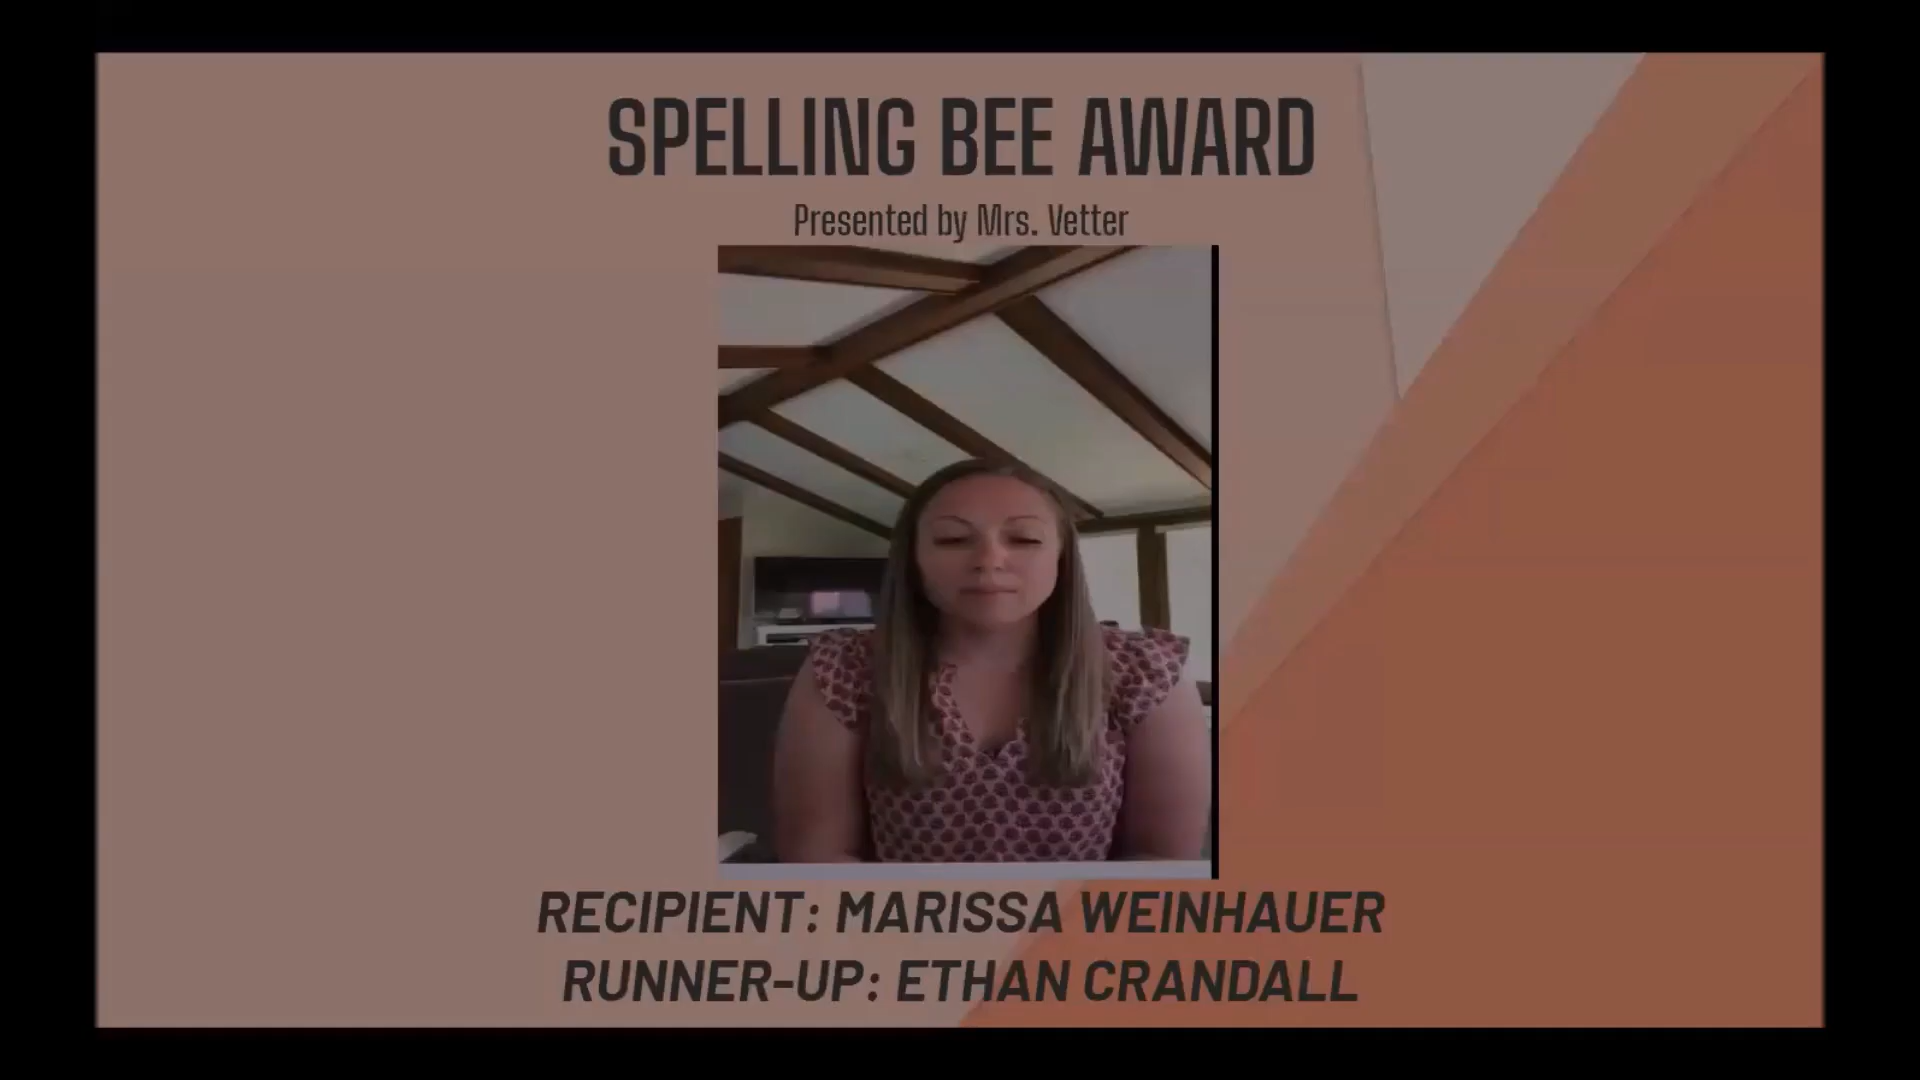 SPELLING BEE AWARD
Presented by Mrs. Vetter
RECIPIENT: MARISSA WEINHAUER
RUNNER-UP: ETHAN CRANDALL